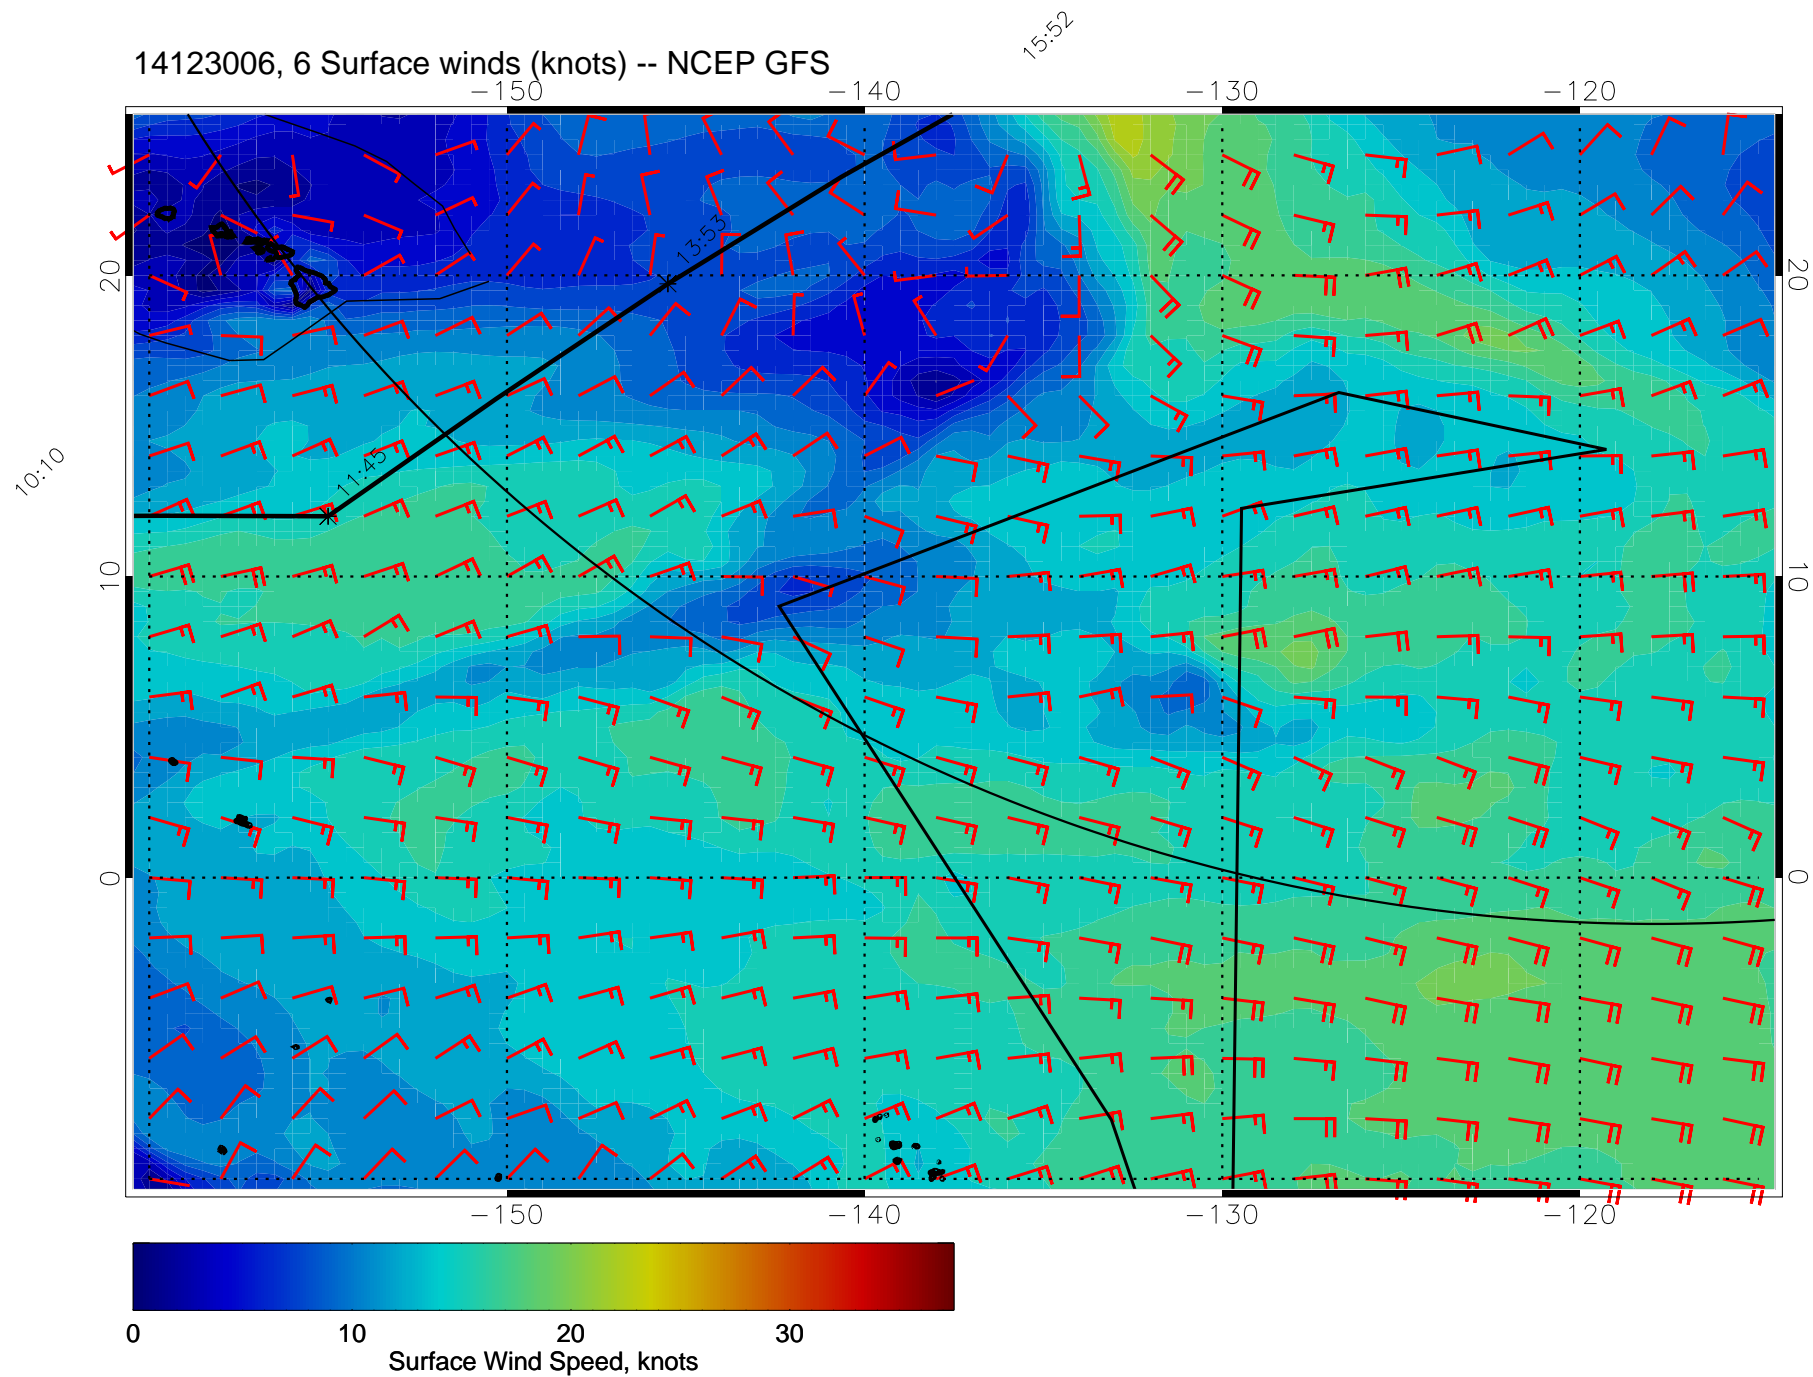 15:52
14123006, 6 Surface winds (knots) -- NCEP GFS
-150 -140 -130 -120
20 20
13:53
11:45
10:10
10 10
0 0
-150 -140 -130 -120
0 10 20 30
Surface Wind Speed, knots